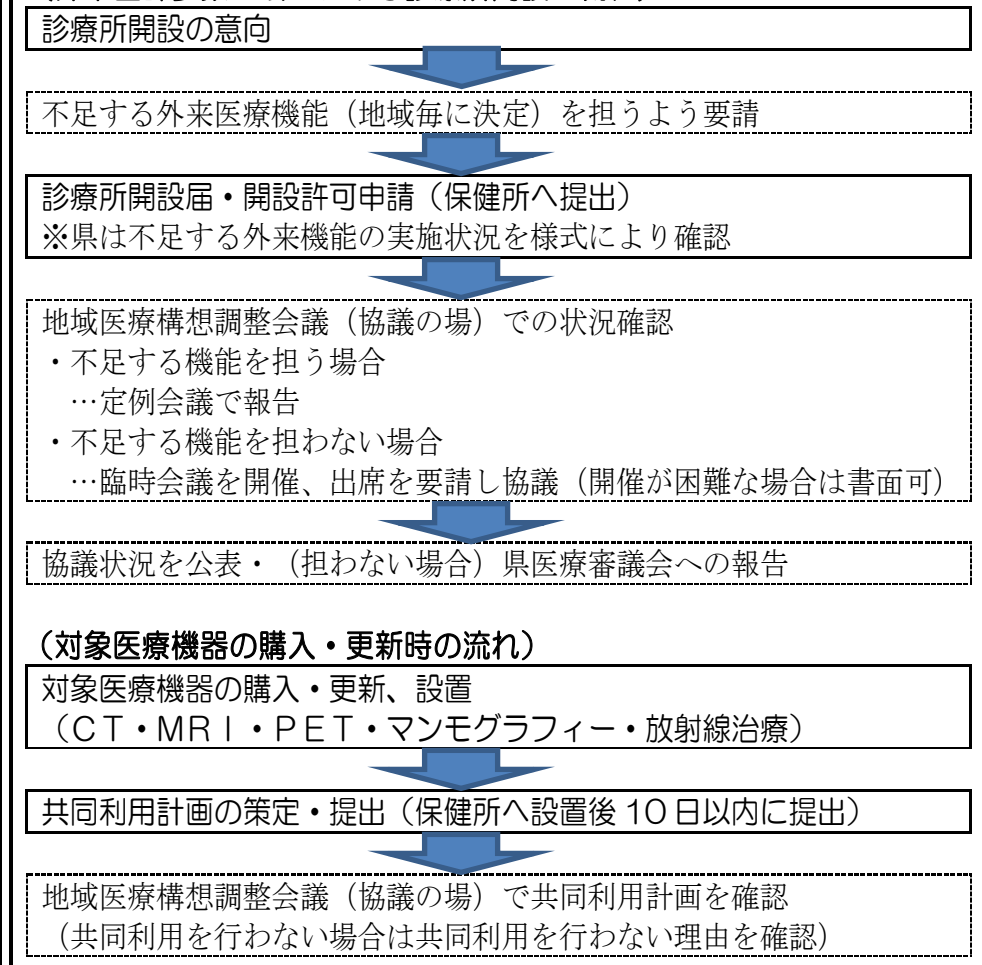 診療所開設の意向
不足する外来医療機能（地域毎に決定）を担うよう要請
診療所開設届・開設許可申請（保健所へ提出）
※県は不足する外来機能の実施状況を様式により確認
地域医療構想調整会議（協議の場）での状況確認
・不足する機能を担う場合
…定例会議で報告
・不足する機能を担わない場合
…臨時会議を開催、出席を要請し協議（開催が困難な場合は書面可）
協議状況を公表・（担わない場合）県医療審議会への報告
（対象医療機器の購入・更新時の流れ）
対象医療機器の購入・更新、設置
（ＣＴ・ＭＲＩ・ＰＥＴ・マンモグラフィー・放射線治療）
共同利用計画の策定・提出（保健所へ設置後 10 日以内に提出）
地域医療構想調整会議（協議の場）で共同利用計画を確認
（共同利用を行わない場合は共同利用を行わない理由を確認）